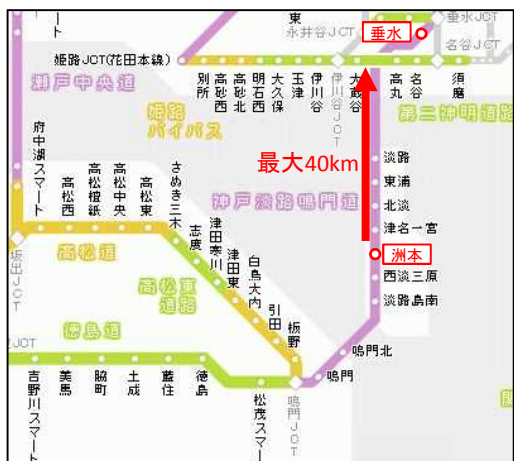 ート
東
永井谷JCT
垂水
垂水JCT
名谷JCT
姫路JCT(花田本線)
瀬戸中央道
別所
高砂西
高砂北
明石西
大久保
玉津
伊川谷
伊川谷JCT
大蔵谷
高丸
名谷
須磨
第二神明道路
姫路
バイパス
最大40km
府中湖スマート
高松西
高松檀紙
高松中央
高松東
さぬき三木
志度
津田寒川
津田東
白鳥大内
引田
板野
神戸淡路鳴門道
淡路
東浦
北淡
津名一宮
洲本
西淡三原
淡路島南
坂出JCT
高松道
高松東
道路
徳島道
JCT
鳴門北
鳴門
吉野川スマート
美馬
脇町
土成
藍住
徳島
松茂スマート
鳴門JCT